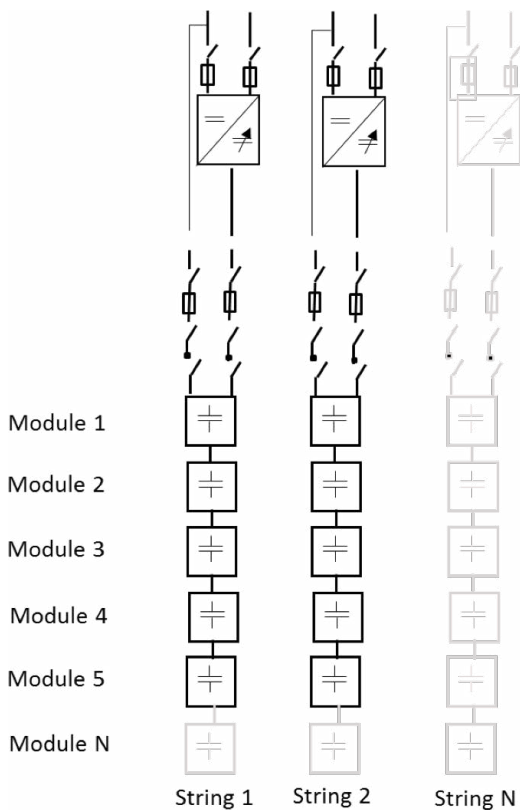 Module 1
Module 2
Module 3
Module 4
Module 5
Module N
String 1 String 2 String N